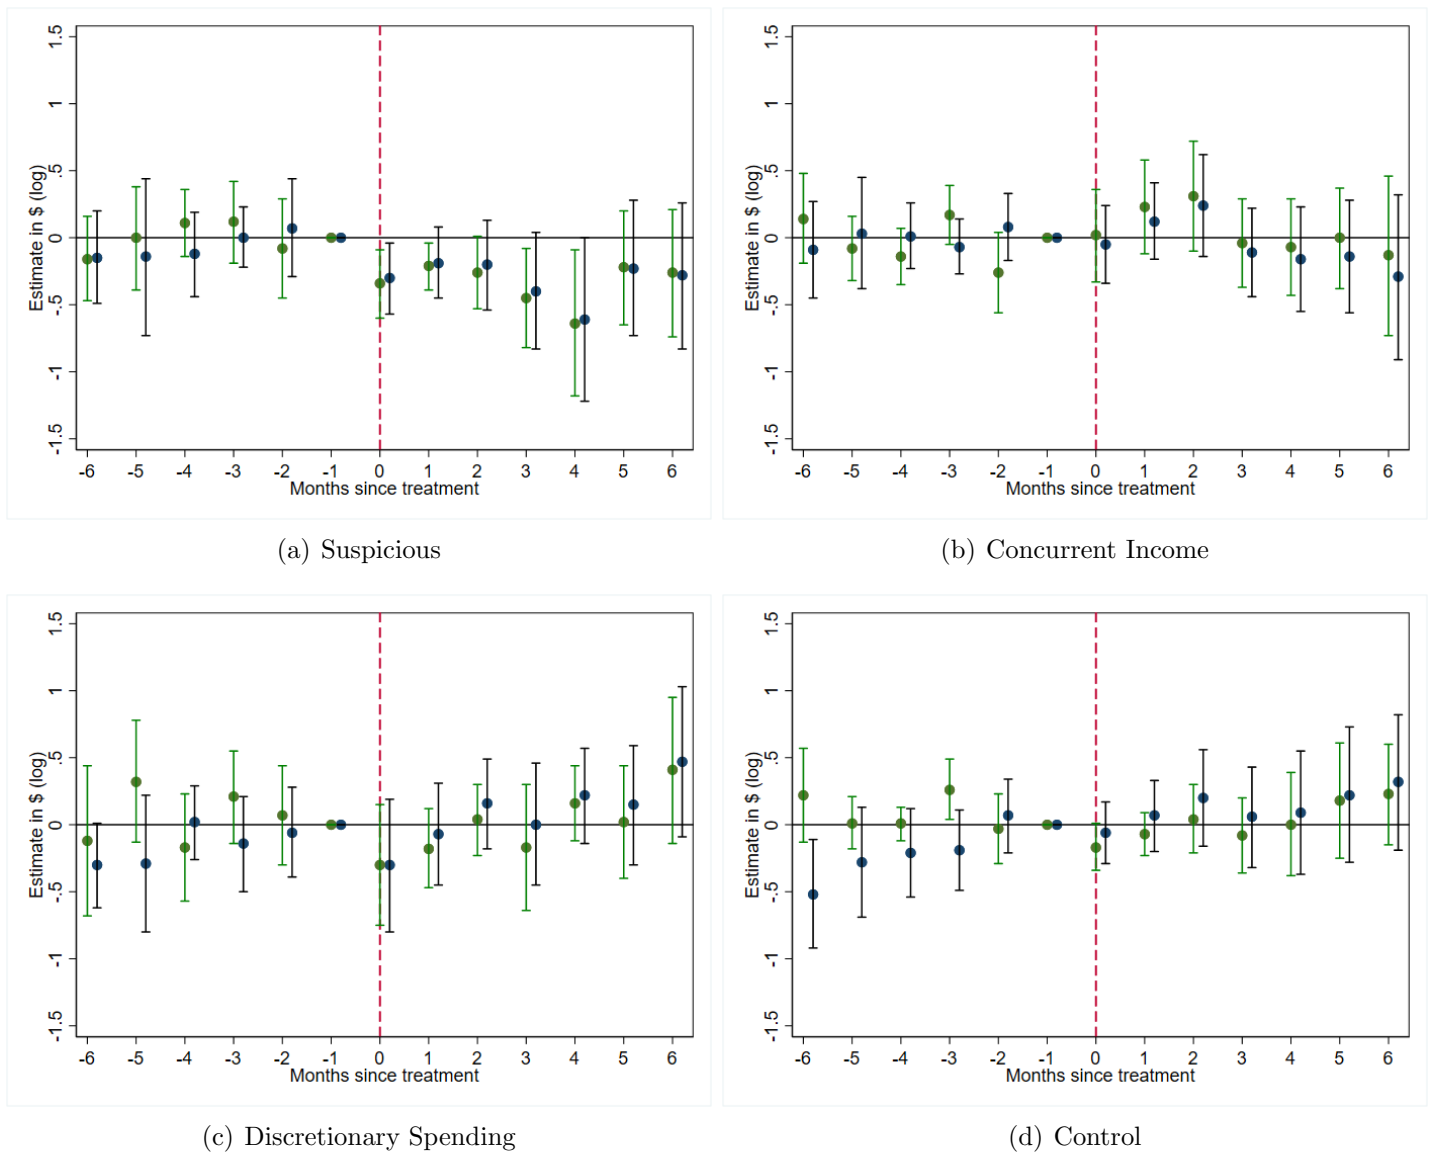 1.5
1
.5
0
-.5
-1
-1.5
Estimate in $ (log)
-6 -5 -4 -3 -2 -1 0 1 2 3 4 5 6
Months since treatment
(a) Suspicious
1.5
1
.5
0
-.5
-1
-1.5
Estimate in $ (log)
-6 -5 -4 -3 -2 -1 0 1 2 3 4 5 6
Months since treatment
(b) Concurrent Income
1.5
1
.5
0
-.5
-1
-1.5
Estimate in $ (log)
-6 -5 -4 -3 -2 -1 0 1 2 3 4 5 6
Months since treatment
(c) Discretionary Spending
1.5
1
.5
0
-.5
-1
-1.5
Estimate in $ (log)
-6 -5 -4 -3 -2 -1 0 1 2 3 4 5 6
Months since treatment
(d) Control